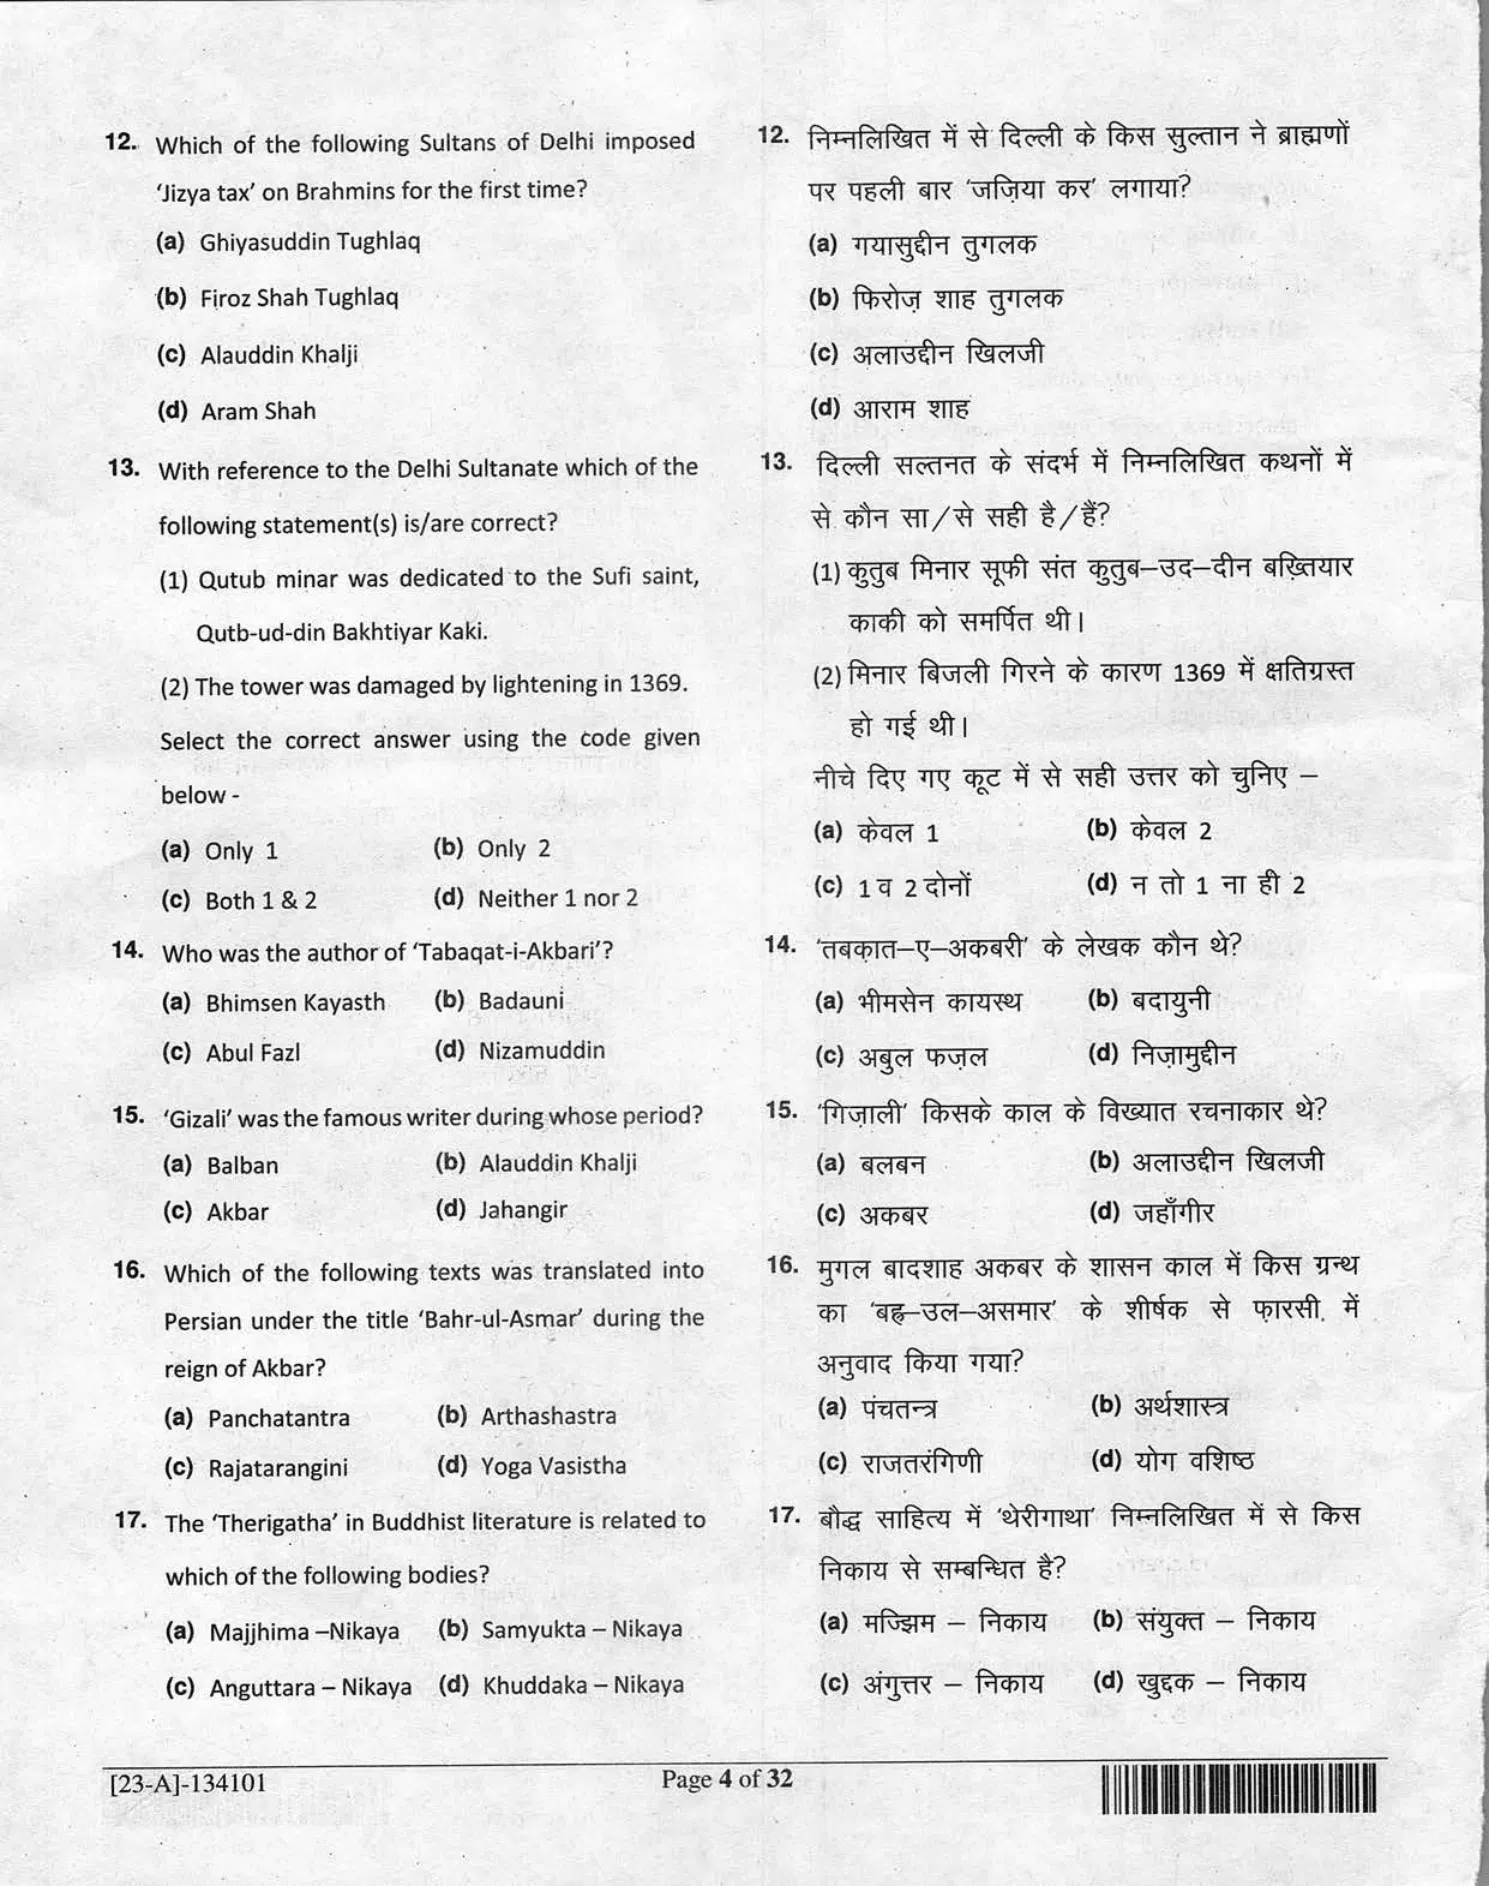 12. Which of the following Sultans of Delhi imposed
'Jizya tax' on Brahmins for the first time?
(a) Ghiyasuddin Tughlaq
(b) Firoz Shah Tughlaq
(c) Alauddin Khalji
(d) Aram Shah
13. With reference to the Delhi Sultanate which of the
following statement(s) is/are correct?
(1) Qutub minar was dedicated to the Sufi saint,
Qutb-ud-din Bakhtiyar Kaki.
(2) The tower was damaged by lightening in 1369.
Select the correct answer using the code given
below -
(a) Only 1 (b) Only 2
(c) Both 1 & 2 (d) Neither 1 nor 2
14. Who was the author of 'Tabaqat-i-Akbari'?
(a) Bhimsen Kayasth (b) Badauni
(c) Abul Fazl (d) Nizamuddin
15. 'Gizali' was the famous writer during whose period?
(a) Balban (b) Alauddin Khalji
(c) Akbar (d) Jahangir
16. Which of the following texts was translated into
Persian under the title 'Bahr-ul-Asmar' during the
reign of Akbar?
(a) Panchatantra (b) Arthashastra
(c) Rajatarangini (d) Yoga Vasistha
17. The 'Therigatha' in Buddhist literature is related to
which of the following bodies?
(a) Majjhima –Nikaya (b) Samyukta – Nikaya
(c) Anguttara – Nikaya (d) Khuddaka – Nikaya
12. निम्नलिखित में से दिल्ली के किस सुल्तान ने ब्राह्मणों
पर पहली बार 'जज़िया कर' लगाया?
(a) गयासुद्दीन तुगलक
(b) फिरोज़ शाह तुगलक
(c) अलाउद्दीन खिलजी
(d) आराम शाह
13. दिल्ली सल्तनत के संदर्भ में निम्नलिखित कथनों में
से कौन सा/से सही है/हैं?
(1) कुतुब मिनार सूफी संत कुतुब–उद–दीन बख़्तियार
काकी को समर्पित थी।
(2) मिनार बिजली गिरने के कारण 1369 में क्षतिग्रस्त
हो गई थी।
नीचे दिए गए कूट में से सही उत्तर को चुनिए –
(a) केवल 1 (b) केवल 2
(c) 1 व 2 दोनों (d) न तो 1 ना ही 2
14. 'तबक़ात–ए–अकबरी' के लेखक कौन थे?
(a) भीमसेन कायस्थ (b) बदायुनी
(c) अबुल फज़ल (d) निज़ामुद्दीन
15. 'गिज़ाली' किसके काल के विख्यात रचनाकार थे?
(a) बलबन (b) अलाउद्दीन खिलजी
(c) अकबर (d) जहाँगीर
16. मुगल बादशाह अकबर के शासन काल में किस ग्रन्थ
का 'बह्र–उल–असमार' के शीर्षक से फ़ारसी में
अनुवाद किया गया?
(a) पंचतन्त्र (b) अर्थशास्त्र
(c) राजतरंगिणी (d) योग वशिष्ठ
17. बौद्ध साहित्य में 'थेरीगाथा' निम्नलिखित में से किस
निकाय से सम्बन्धित है?
(a) मज्झिम – निकाय (b) संयुक्त – निकाय
(c) अंगुत्तर – निकाय (d) खुद्दक – निकाय
[23-A]-134101 Page 4 of 32